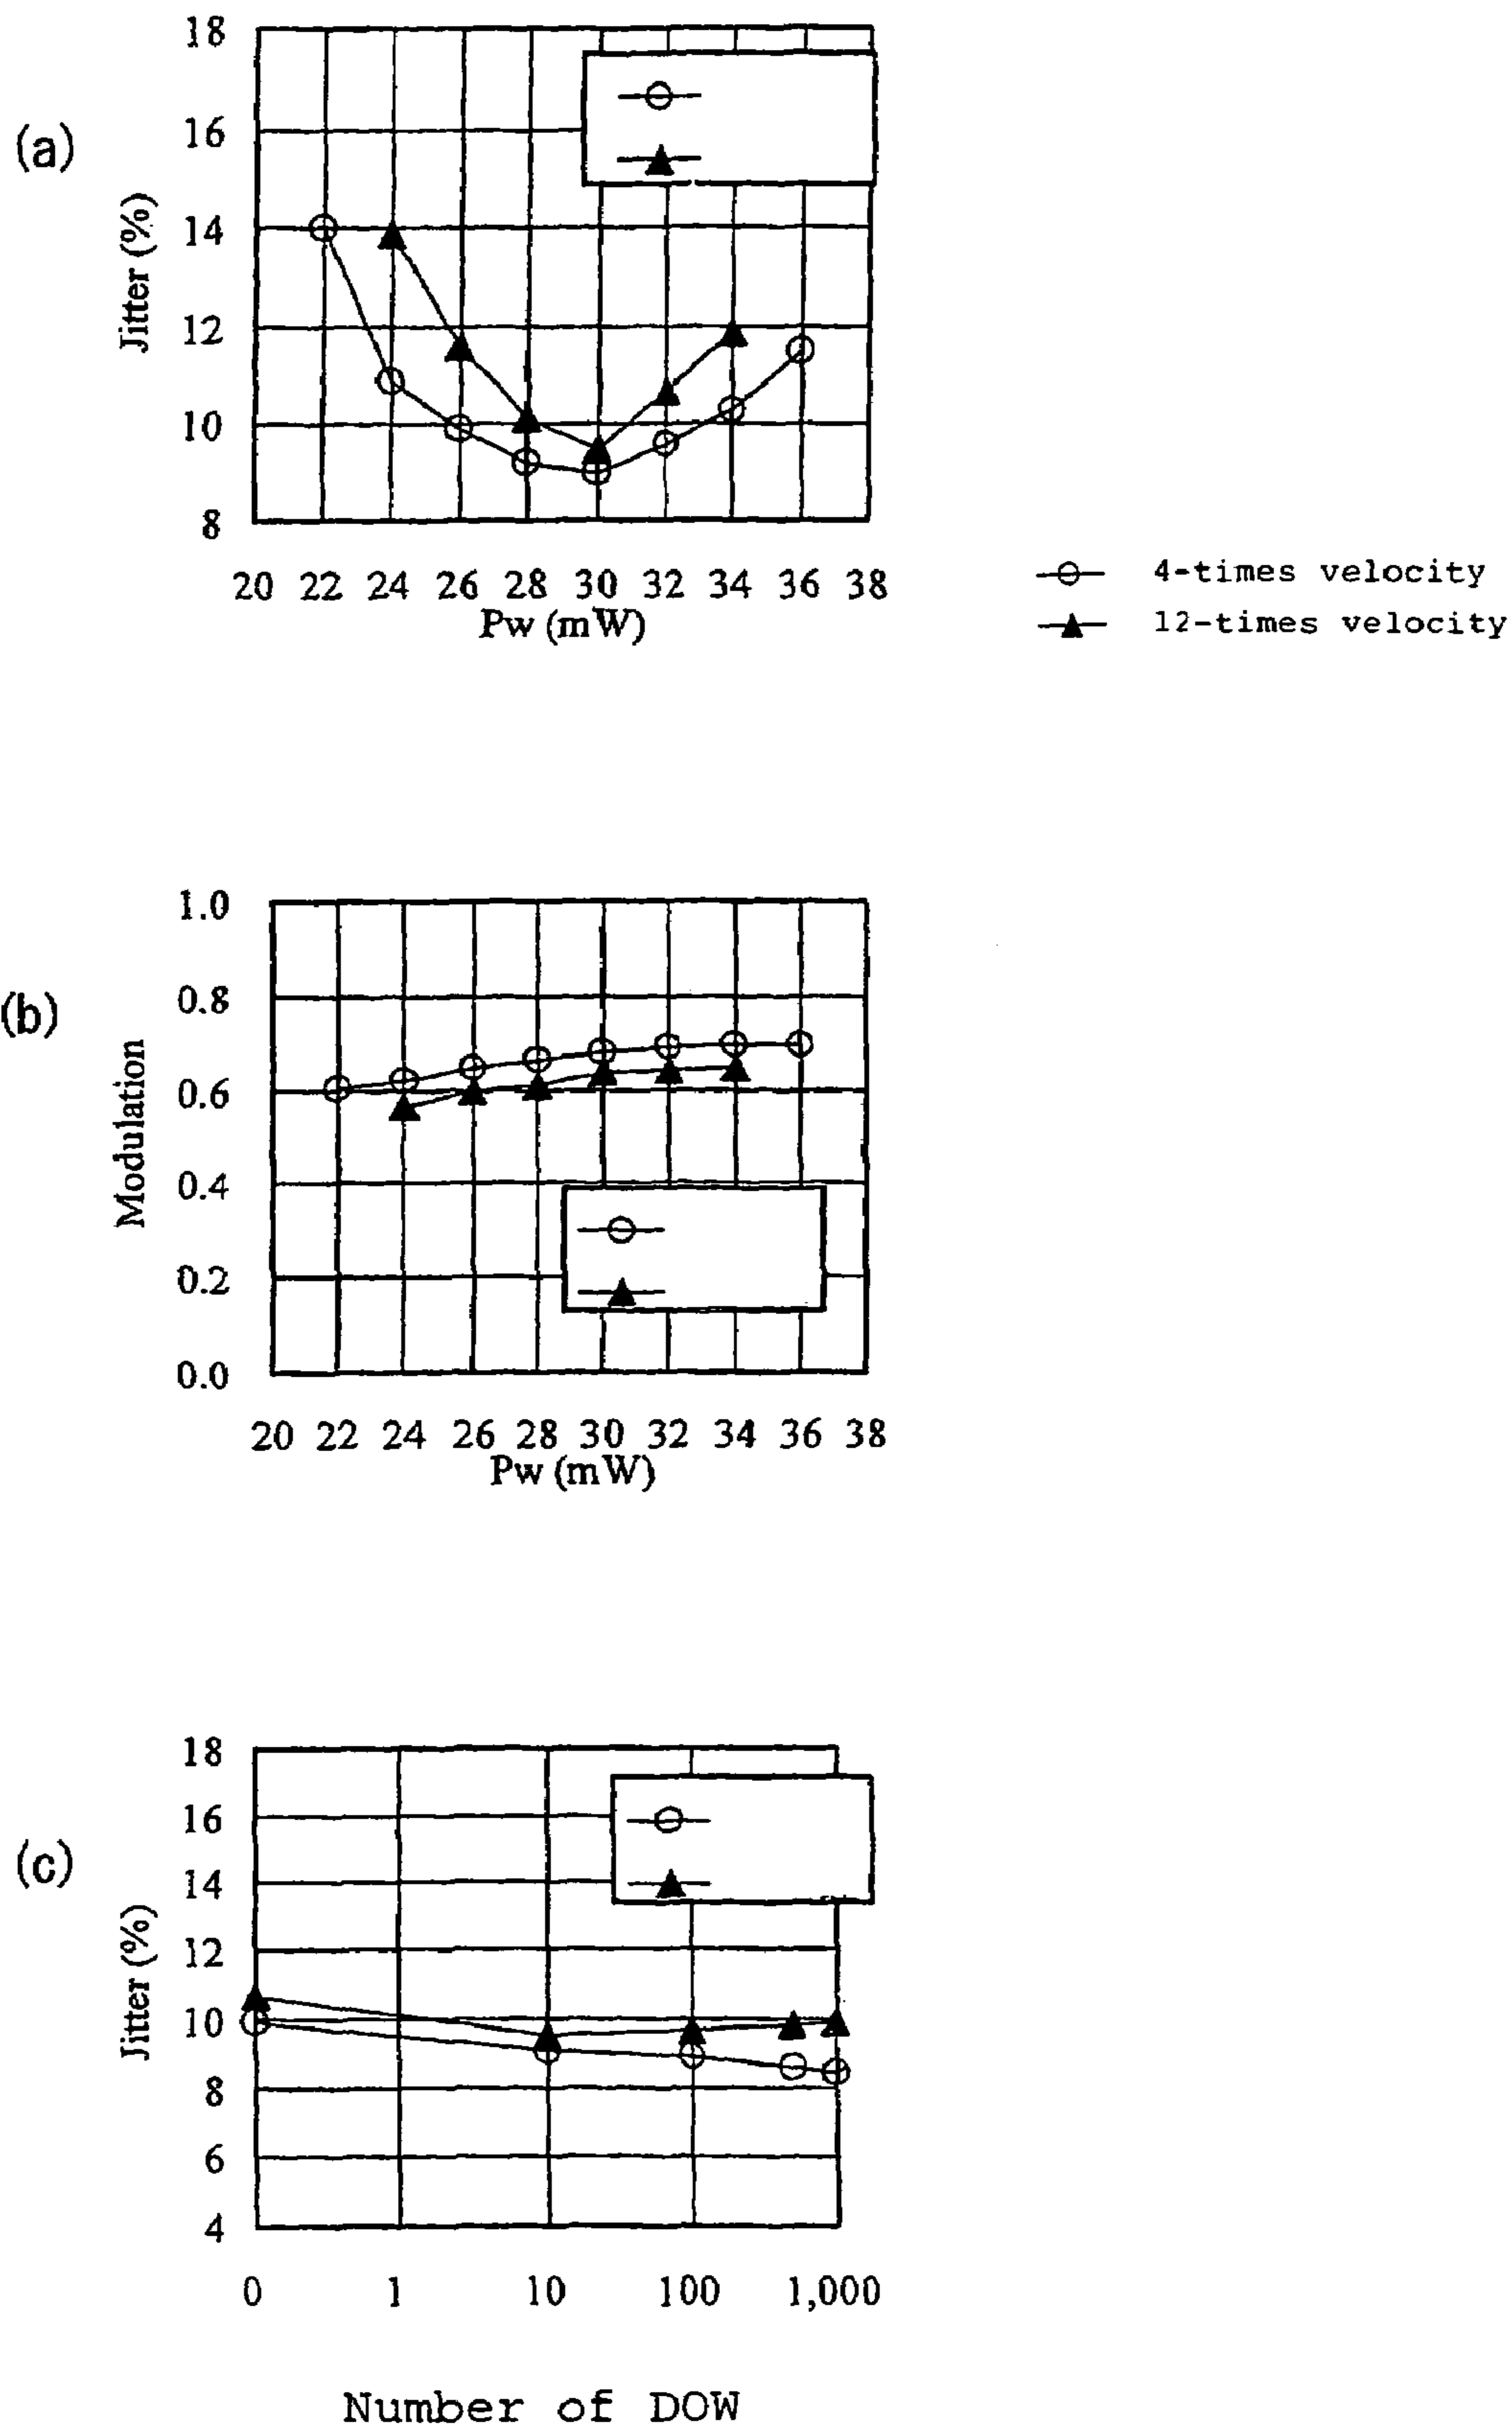 (a)
Jitter (%)
18
16
14
12
10
8
20 22 24 26 28 30 32 34 36 38
Pw (mW)
4-times velocity
12-times velocity
(b)
Modulation
1.0
0.8
0.6
0.4
0.2
0.0
20 22 24 26 28 30 32 34 36 38
Pw (mW)
(c)
Jitter (%)
18
16
14
12
10
8
6
4
0 1 10 100 1,000
Number of DOW